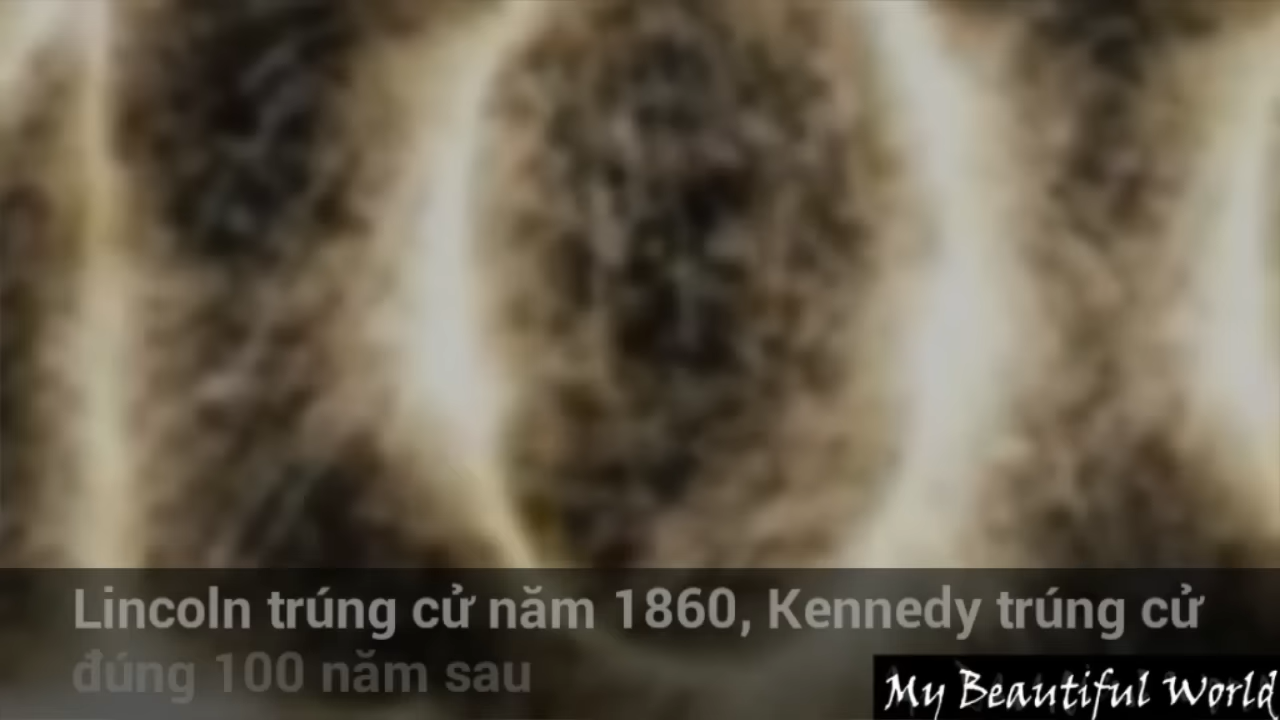 Lincoln trúng cử năm 1860, Kennedy trúng cử
đúng 100 năm sau
My Beautiful World